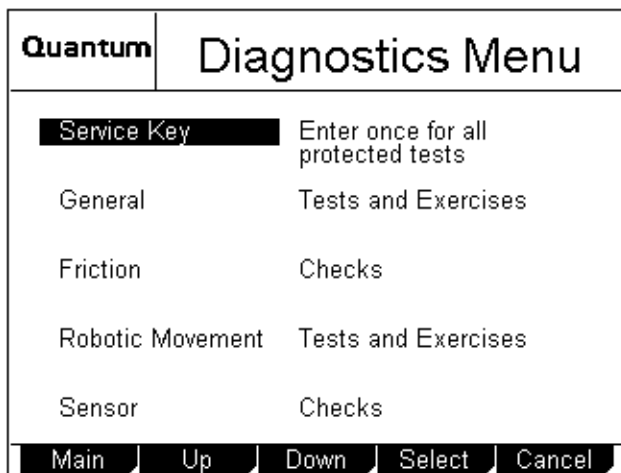 Quantum
Diagnostics Menu
Service Key
Enter once for all
protected tests
General
Tests and Exercises
Friction
Checks
Robotic Movement
Tests and Exercises
Sensor
Checks
Main
Up
Down
Select
Cancel